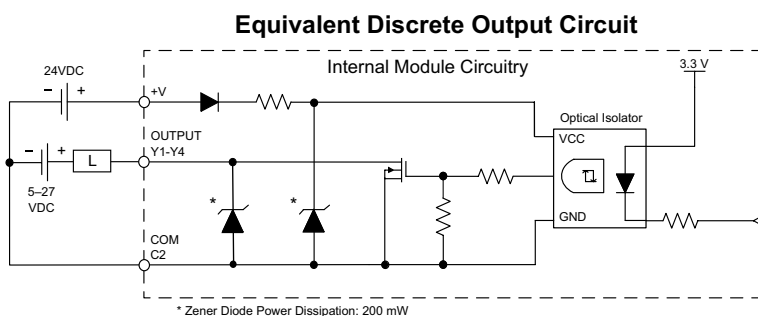 Equivalent Discrete Output Circuit
Internal Module Circuitry
24VDC
3.3 V
− +
+V
Optical Isolator
OUTPUT
Y1-Y4
VCC
− +
L
5–27
VDC
*
*
GND
COM
C2
* Zener Diode Power Dissipation: 200 mW